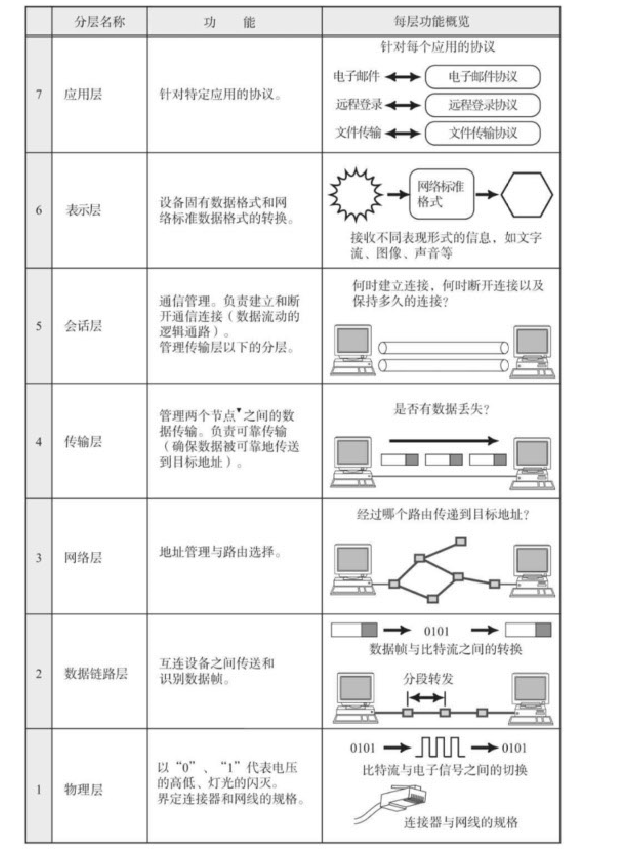 分层名称 功 能 每层功能概览
7 应用层 针对特定应用的协议。
针对每个应用的协议
电子邮件 电子邮件协议
远程登录 远程登录协议
文件传输 文件传输协议
6 表示层
设备固有数据格式和网
络标准数据格式的转换。
网络标准
格式
接收不同表现形式的信息，如文字
流、图像、声音等
5 会话层
通信管理。负责建立和断
开通信连接（数据流动的
逻辑通路）。
管理传输层以下的分层。
何时建立连接，何时断开连接以及
保持多久的连接?
4 传输层
管理两个节点▼之间的数
据传输。负责可靠传输
（确保数据被可靠地传送
到目标地址）。
是否有数据丢失?
3 网络层 地址管理与路由选择。
经过哪个路由传递到目标地址?
2 数据链路层
互连设备之间传送和
识别数据帧。
0101
数据帧与比特流之间的转换
分段转发
1 物理层
以“0”、“1”代表电压
的高低、灯光的闪灭。
界定连接器和网线的规格。
0101 0101
比特流与电子信号之间的切换
连接器与网线的规格